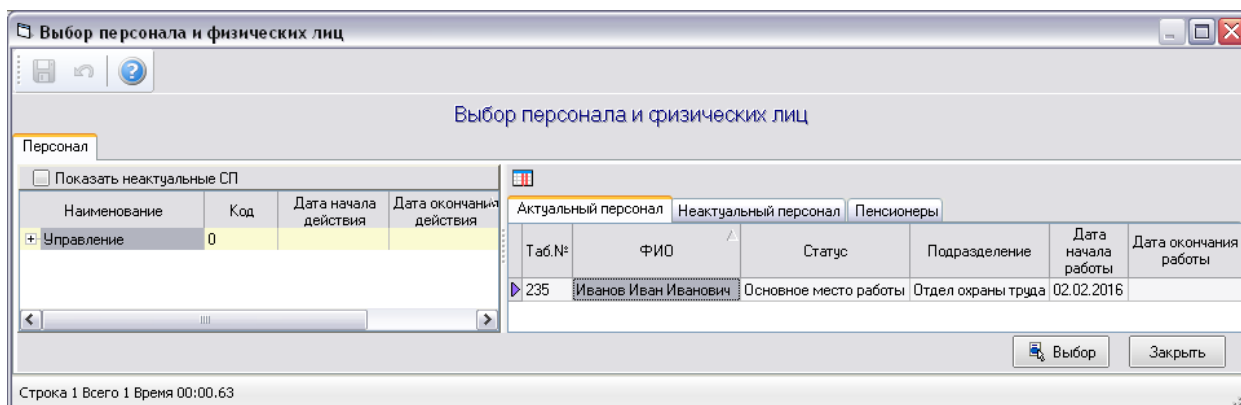 Выбор персонала и физических лиц
Выбор персонала и физических лиц
Персонал
Показать неактуальные СП
Наименование Код Дата начала действия Дата окончания действия
Управление 0
Актуальный персонал Неактуальный персонал Пенсионеры
Таб.№ ФИО Статус Подразделение Дата начала работы Дата окончания работы
235 Иванов Иван Иванович Основное место работы Отдел охраны труда 02.02.2016
Выбор Закрыть
Строка 1 Всего 1 Время 00:00.63